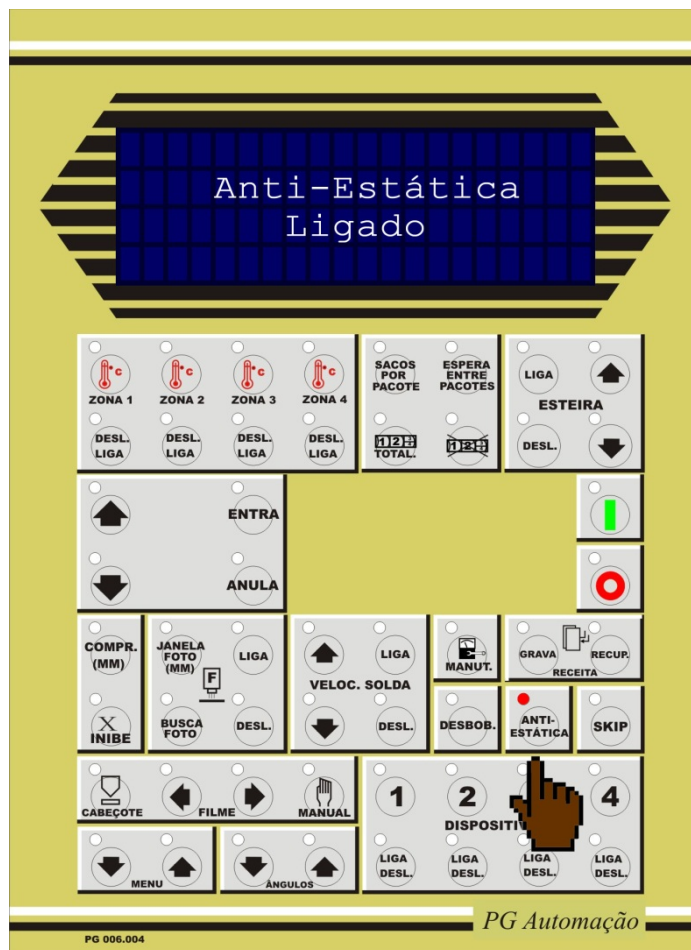 Anti-Estática
Ligado
°C °C °C °C
ZONA 1 ZONA 2 ZONA 3 ZONA 4
DESL. LIGA DESL. LIGA DESL. LIGA DESL. LIGA
SACOS POR PACOTE
ESPERA ENTRE PACOTES
TOTAL.
LIGA
ESTEIRA
DESL.
ENTRA
ANULA
COMPR. (MM)
X
INIBE
JANELA FOTO (MM)
LIGA
F
BUSCA FOTO
DESL.
LIGA
VELOC. SOLDA
DESL.
MANUT.
GRAVA RECUP.
RECEITA
DESBOB.
ANTI-
ESTÁTICA
SKIP
CABEÇOTE FILME MANUAL
MENU
ÂNGULOS
1 2 4
LIGA DESL. LIGA DESL. LIGA DESL. LIGA DESL.
PG Automação
PG 006.004